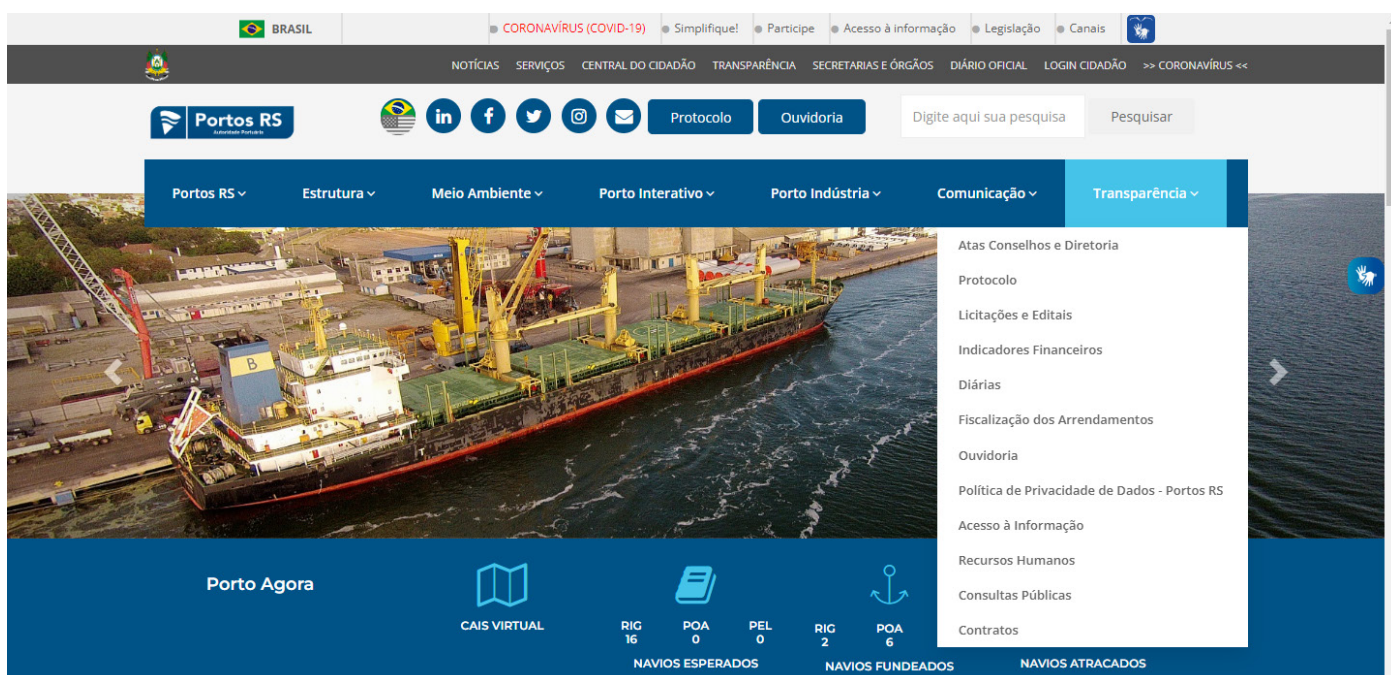 BRASIL
CORONAVÍRUS (COVID-19) Simplifique! Participe Acesso à informação Legislação Canais
NOTÍCIAS SERVIÇOS CENTRAL DO CIDADÃO TRANSPARÊNCIA SECRETARIAS E ÓRGÃOS DIÁRIO OFICIAL LOGIN CIDADÃO >> CORONAVÍRUS <<
Portos RS
Autoridade Portuária
Protocolo
Ouvidoria
Digite aqui sua pesquisa
Pesquisar
Portos RS Estrutura Meio Ambiente Porto Interativo Porto Indústria Comunicação Transparência
Atas Conselhos e Diretoria
Protocolo
Licitações e Editais
Indicadores Financeiros
Diárias
Fiscalização dos Arrendamentos
Ouvidoria
Política de Privacidade de Dados - Portos RS
Acesso à Informação
Recursos Humanos
Consultas Públicas
Contratos
B
Porto Agora
CAIS VIRTUAL
RIG POA PEL
16 0 0
NAVIOS ESPERADOS
RIG POA
2 6
NAVIOS FUNDEADOS
NAVIOS ATRACADOS